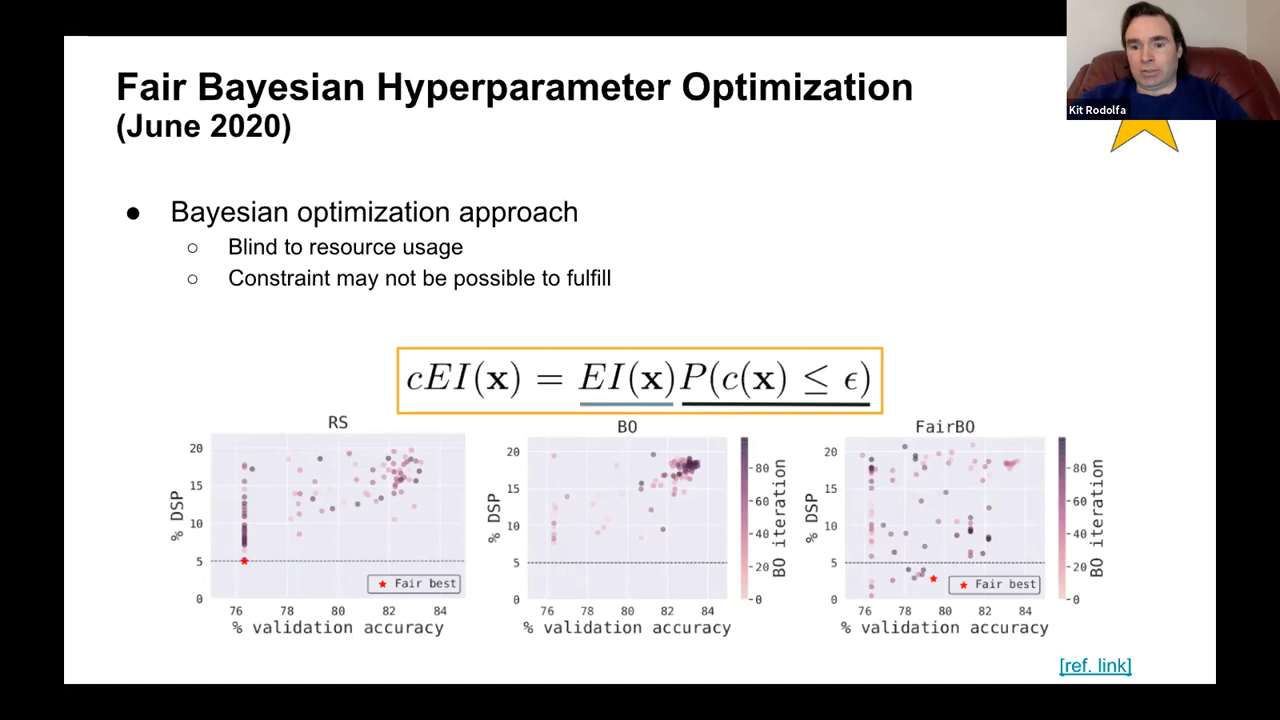 Fair Bayesian Hyperparameter Optimization
(June 2020)
Kit Rodolfa
● Bayesian optimization approach
○ Blind to resource usage
○ Constraint may not be possible to fulfill
cEI(x) = EI(x)P(c(x) ≤ ϵ)
RS
% DSP
20
15
10
5
0
76 78 80 82 84
% validation accuracy
★ Fair best
BO
% DSP
20
15
10
5
0
76 78 80 82 84
% validation accuracy
80
60
40
20
0
BO iteration
FairBO
% DSP
20
15
10
5
0
76 78 80 82 84
% validation accuracy
★ Fair best
80
60
40
20
0
BO iteration
[ref. link]